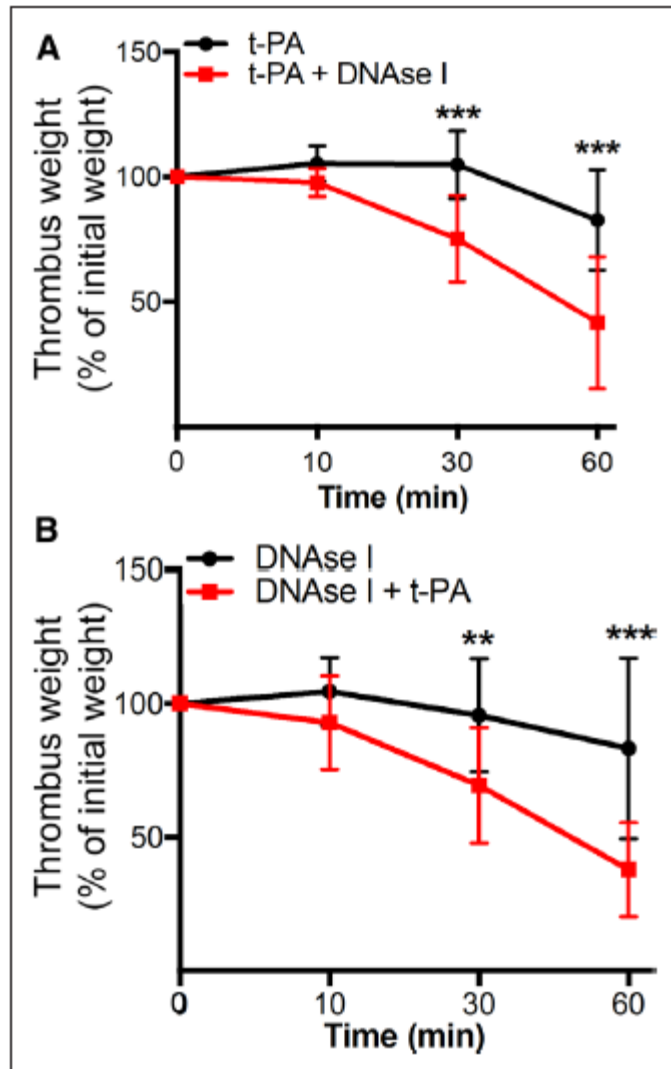 A
t-PA
t-PA + DNAse I
Thrombus weight
(% of initial weight)
150
100
50
***
***
0
10
30
60
Time (min)
B
DNAse I
DNAse I + t-PA
Thrombus weight
(% of initial weight)
150
100
50
**
***
0
10
30
60
Time (min)